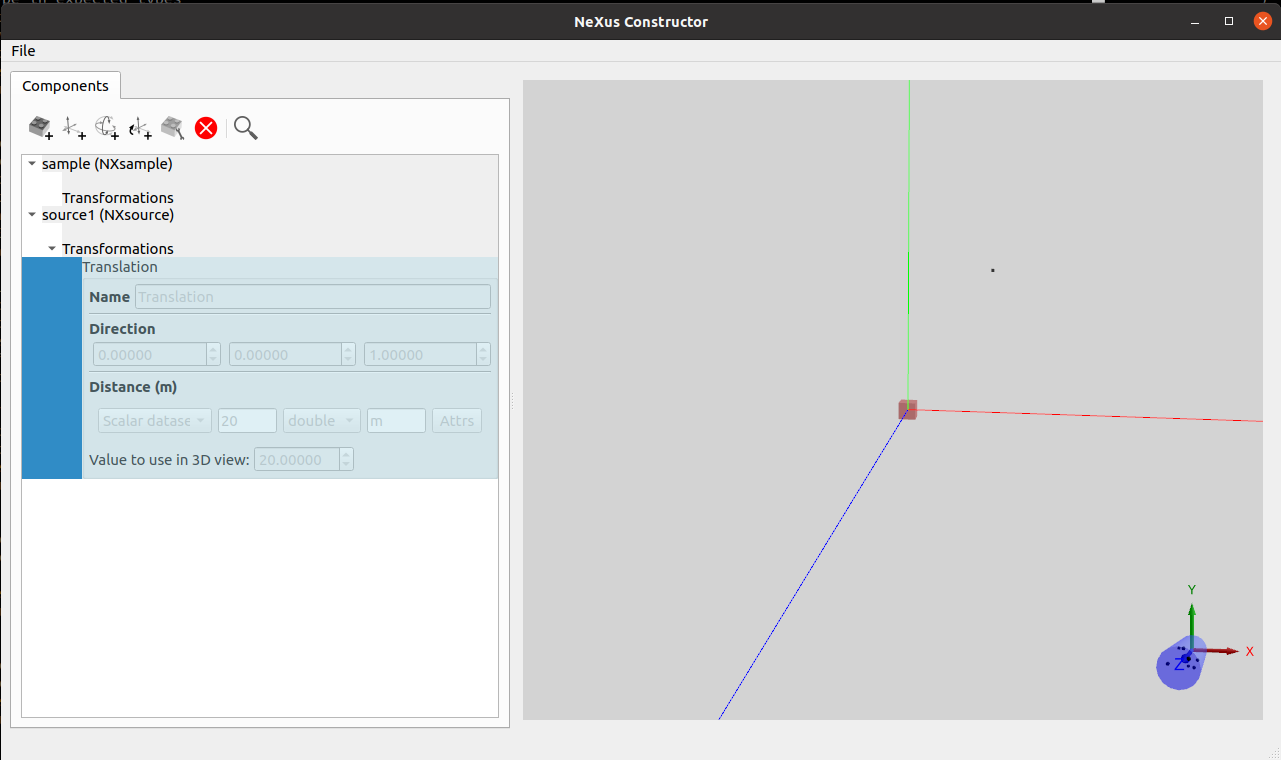 NeXus Constructor
File
Components
sample (NXsample)
Transformations
source1 (NXsource)
Transformations
Translation
Name Translation
Direction
0.00000 0.00000 1.00000
Distance (m)
Scalar datase 20 double m Attrs
Value to use in 3D view: 20.00000
Y
X
Z